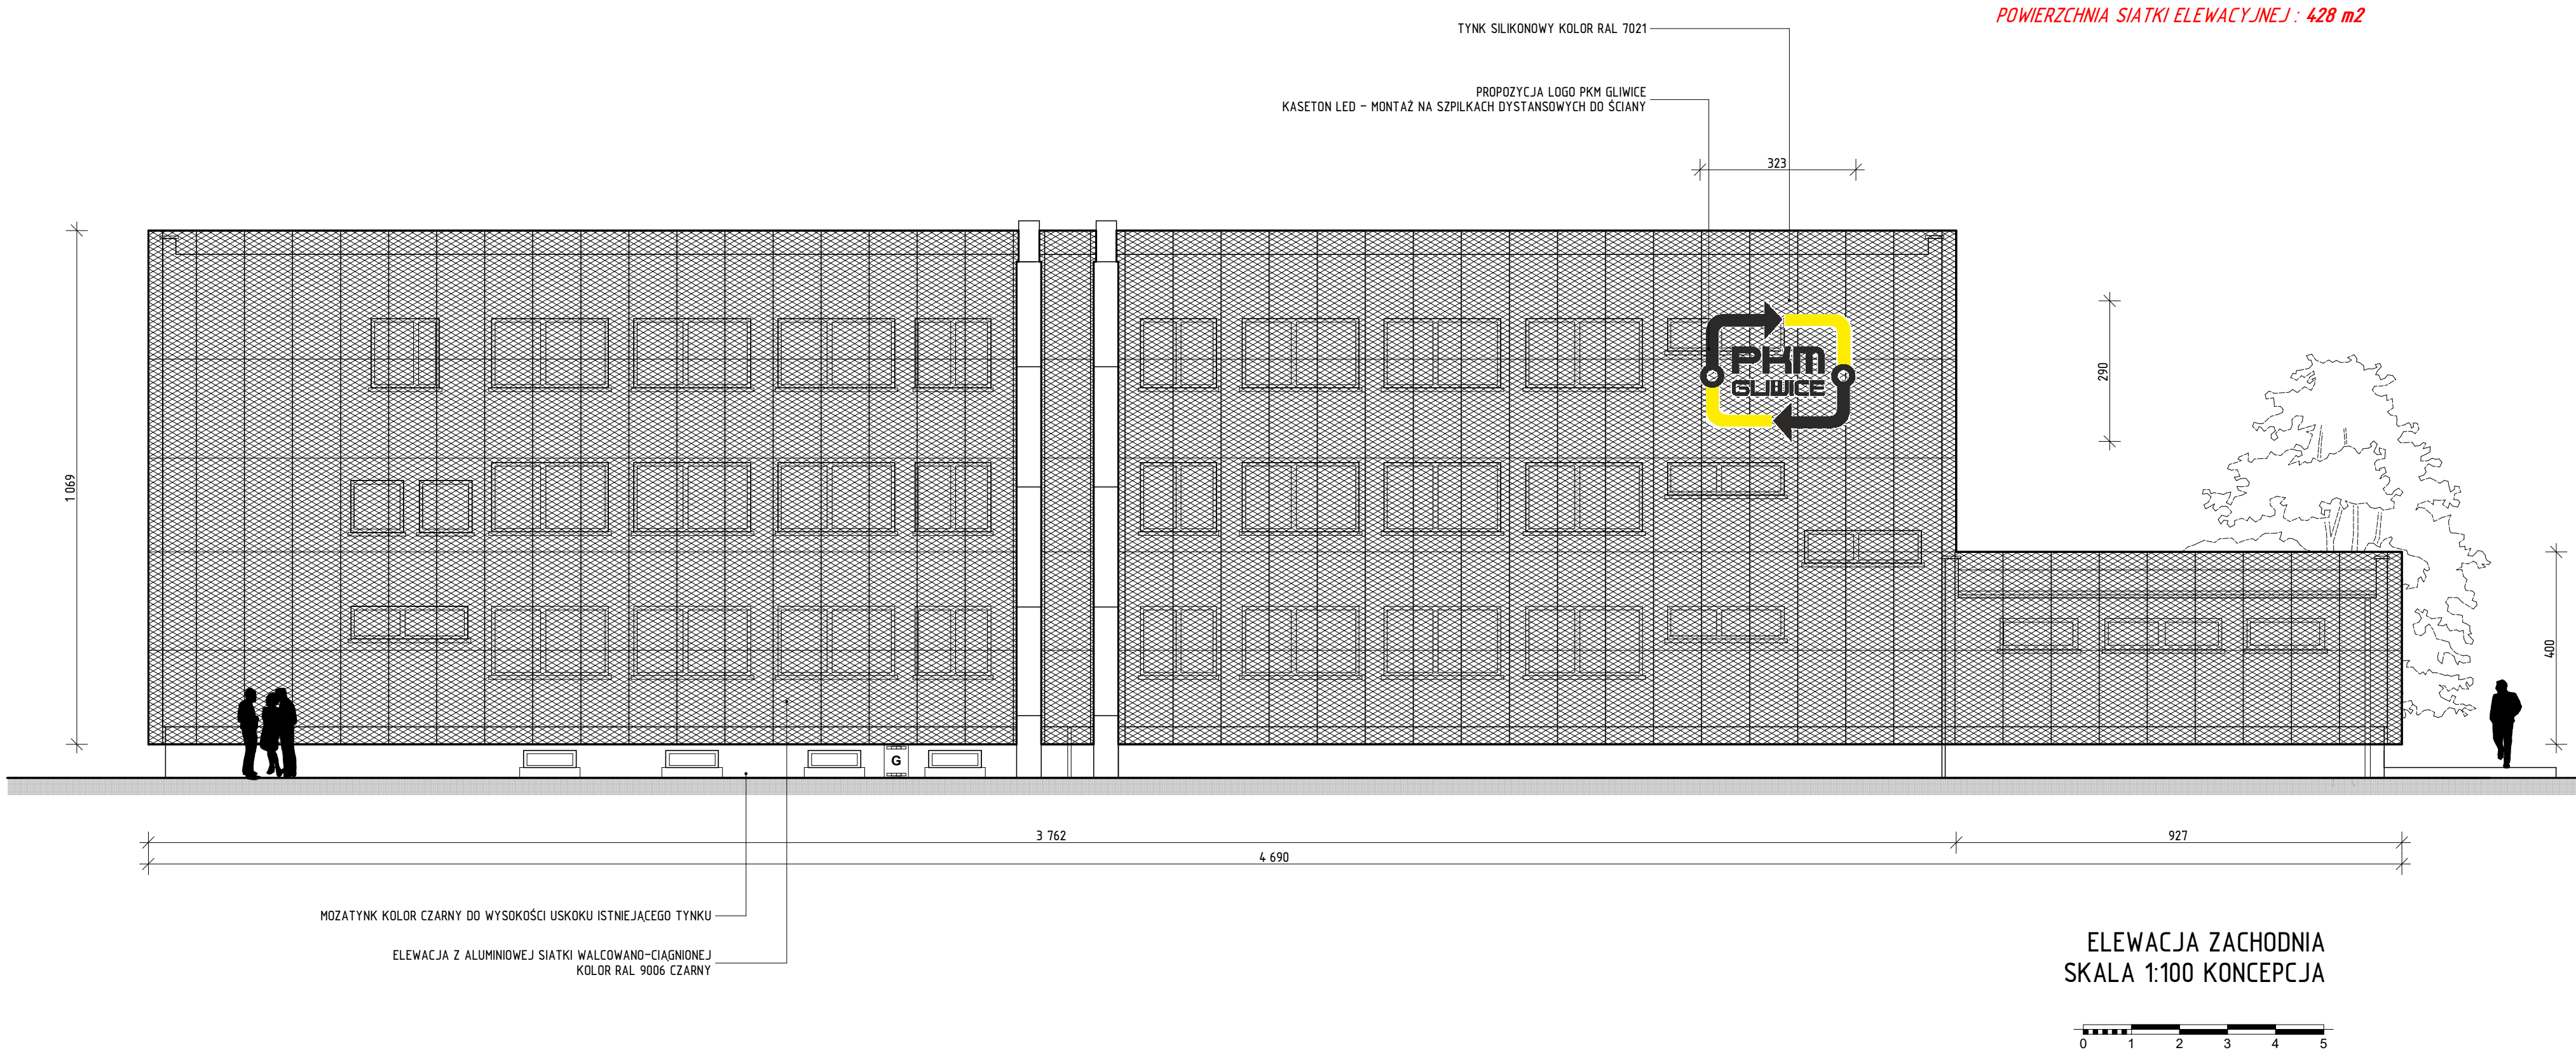 POWIERZCHNIA SIATKI ELEWACYJNEJ : 428 m2
TYNK SILIKONOWY KOLOR RAL 7021
PROPOZYCJA LOGO PKM GLIWICE
KASETON LED - MONTAŻ NA SZPILKACH DYSTANSOWYCH DO ŚCIANY
323
PKM
GLIWICE
290
1 069
400
G
3 762
927
4 690
MOZATYNK KOLOR CZARNY DO WYSOKOŚCI USKOKU ISTNIEJĄCEGO TYNKU
ELEWACJA Z ALUMINIOWEJ SIATKI WALCOWANO-CIĄGNIONEJ
KOLOR RAL 9006 CZARNY
ELEWACJA ZACHODNIA
SKALA 1:100 KONCEPCJA
0 1 2 3 4 5